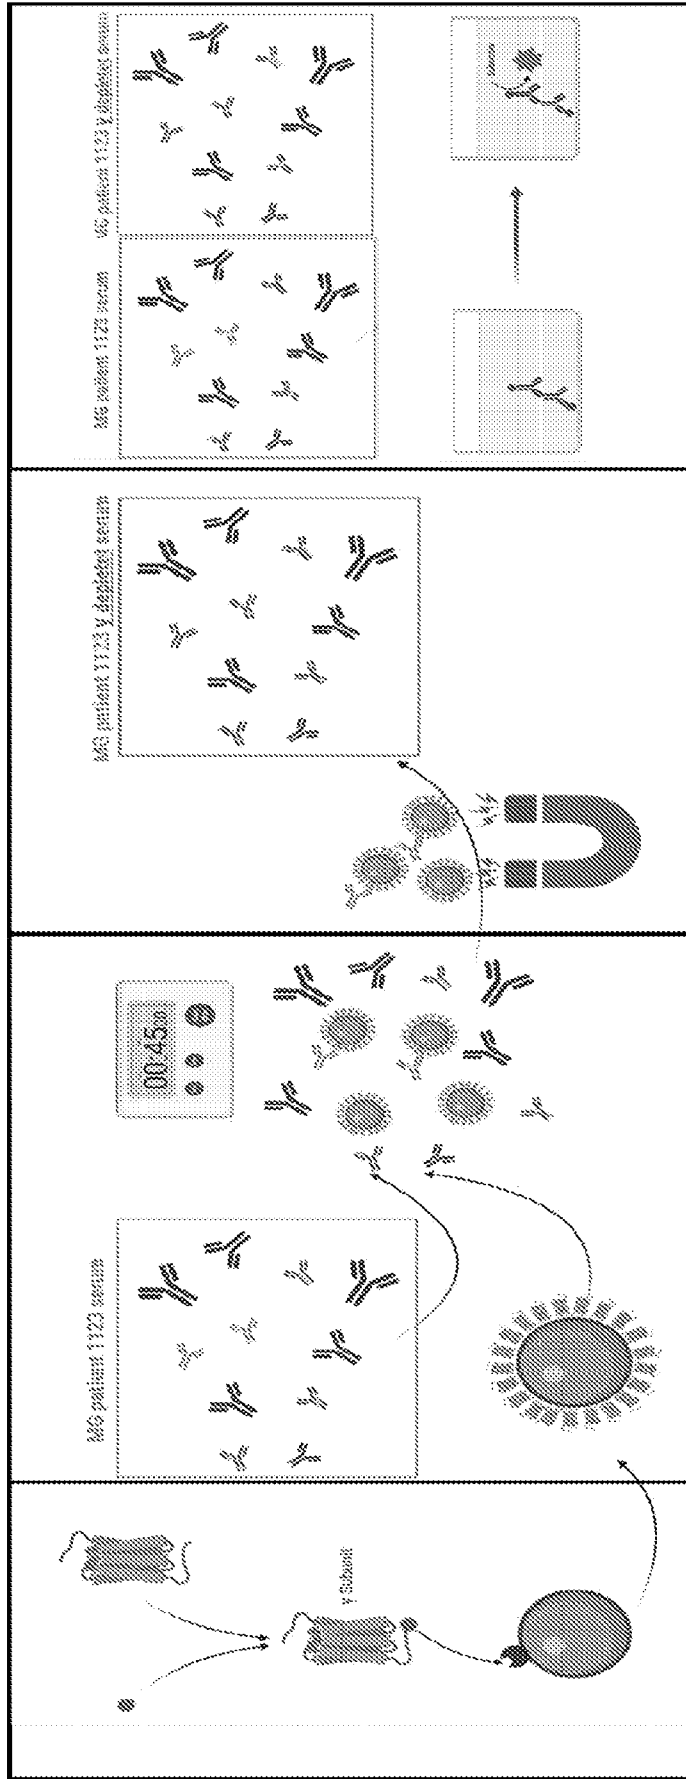 γ Subunit
MG patient 1123 serum
00:45
MG patient 1123 γ depleted serum
MG patient 1123 serum
MG patient 1123 γ depleted serum